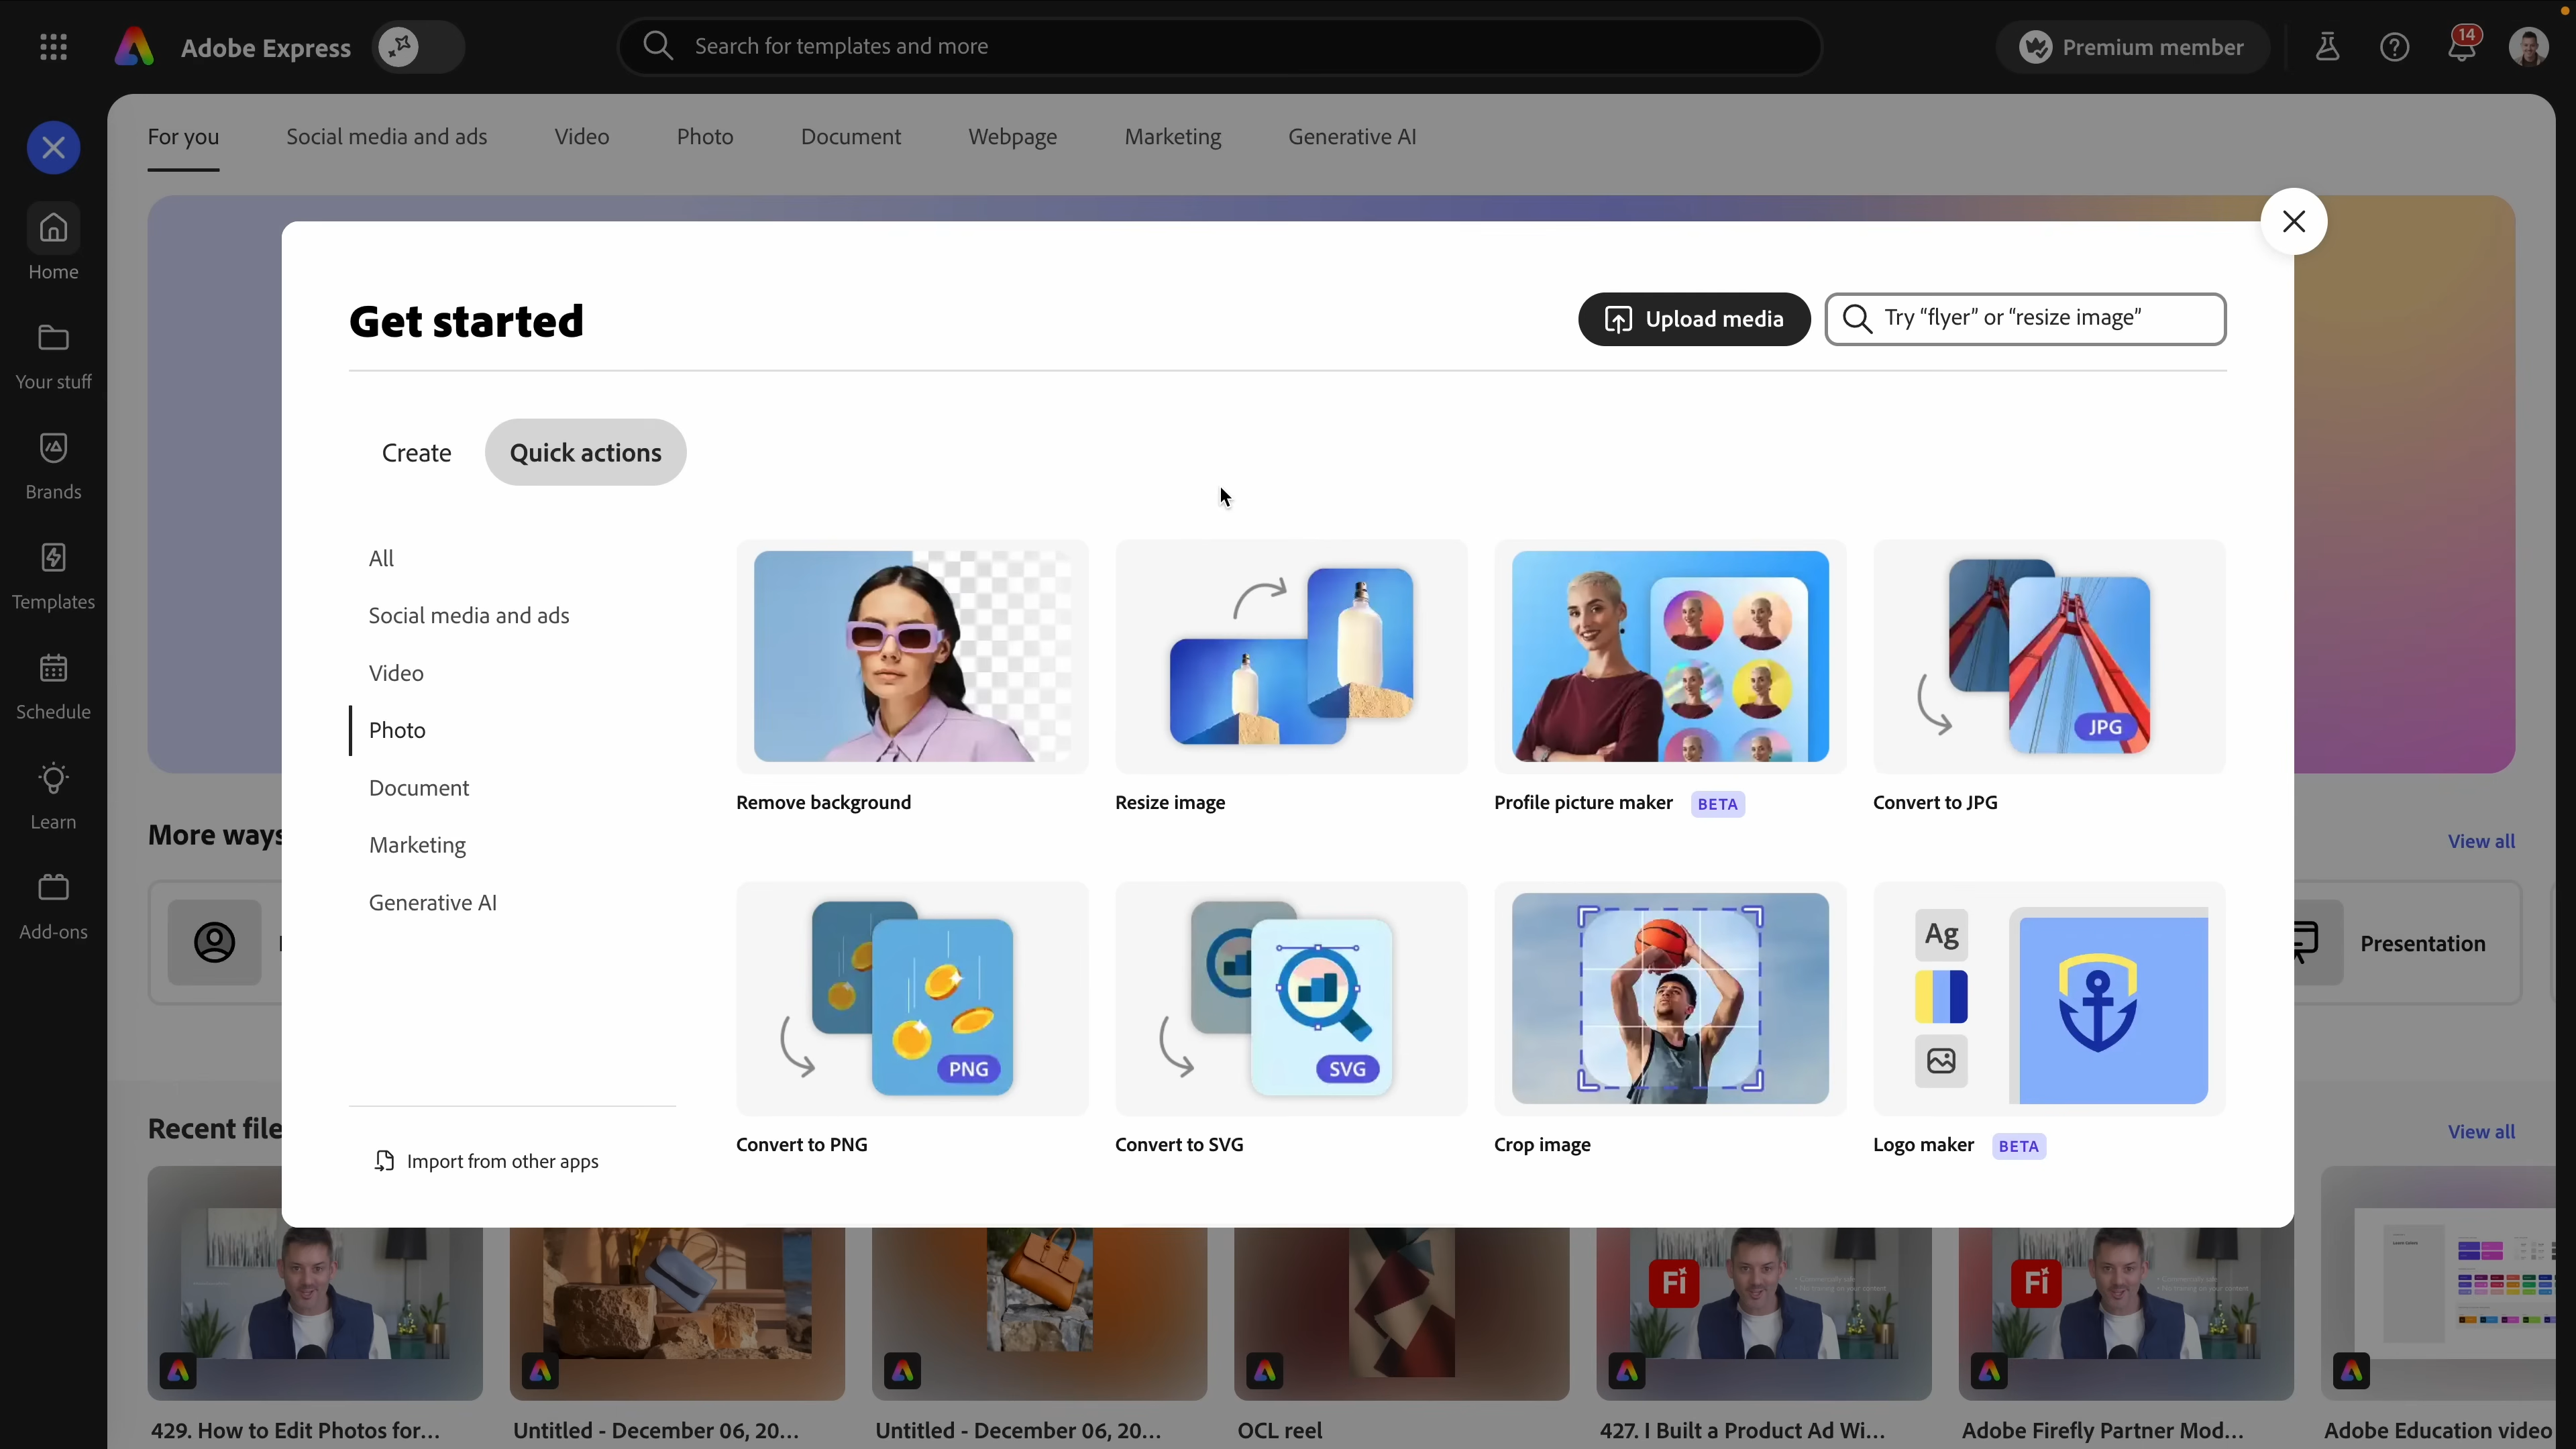 Adobe Express
Search for templates and more
Premium member
14
For you
Social media and ads
Video
Photo
Document
Webpage
Marketing
Generative AI
Home
Your stuff
Brands
Templates
Schedule
Learn
Add-ons
Get started
Upload media
Try “flyer” or “resize image”
Create
Quick actions
All
Social media and ads
Video
Photo
Document
Marketing
Generative AI
Import from other apps
Remove background
Resize image
Profile picture maker BETA
JPG
Convert to JPG
PNG
Convert to PNG
SVG
Convert to SVG
Crop image
Ag
Logo maker BETA
More ways
View all
Presentation
Recent file
View all
Fi
Fi
429. How to Edit Photos for...
Untitled - December 06, 20...
Untitled - December 06, 20...
OCL reel
427. I Built a Product Ad Wi...
Adobe Firefly Partner Mod...
Adobe Education video